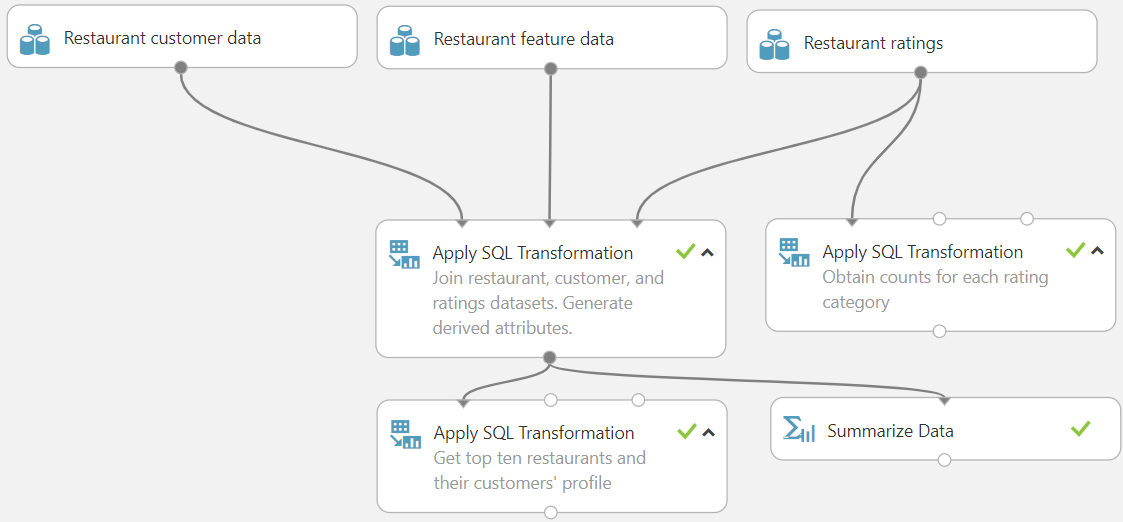 Restaurant customer data
Restaurant feature data
Restaurant ratings
Apply SQL Transformation
Join restaurant, customer, and
ratings datasets. Generate
derived attributes.
Apply SQL Transformation
Obtain counts for each rating
category
Apply SQL Transformation
Get top ten restaurants and
their customers' profile
Summarize Data